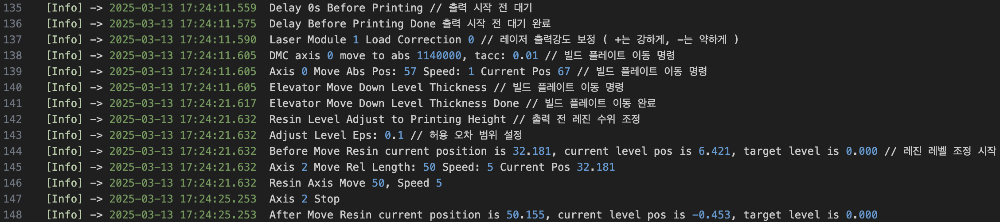 135 [Info] -> 2025-03-13 17:24:11.559 Delay 0s Before Printing // 출력 시작 전 대기
136 [Info] -> 2025-03-13 17:24:11.575 Delay Before Printing Done 출력 시작 전 대기 완료
137 [Info] -> 2025-03-13 17:24:11.590 Laser Module 1 Load Correction 0 // 레이저 출력강도 보정 ( +는 강하게, -는 약하게 )
138 [Info] -> 2025-03-13 17:24:11.605 DMC axis 0 move to abs 1140000, tacc: 0.01 // 빌드 플레이트 이동 명령
139 [Info] -> 2025-03-13 17:24:11.605 Axis 0 Move Abs Pos: 57 Speed: 1 Current Pos 67 // 빌드 플레이트 이동 명령
140 [Info] -> 2025-03-13 17:24:11.605 Elevator Move Down Level Thickness // 빌드 플레이트 이동 명령
141 [Info] -> 2025-03-13 17:24:21.617 Elevator Move Down Level Thickness Done // 빌드 플레이트 이동 완료
142 [Info] -> 2025-03-13 17:24:21.632 Resin Level Adjust to Printing Height // 출력 전 레진 수위 조정
143 [Info] -> 2025-03-13 17:24:21.632 Adjust Level Eps: 0.1 // 허용 오차 범위 설정
144 [Info] -> 2025-03-13 17:24:21.632 Before Move Resin current position is 32.181, current level pos is 6.421, target level is 0.000 // 레진 레벨 조정 시작
145 [Info] -> 2025-03-13 17:24:21.632 Axis 2 Move Rel Length: 50 Speed: 5 Current Pos 32.181
146 [Info] -> 2025-03-13 17:24:21.632 Resin Axis Move 50, Speed 5
147 [Info] -> 2025-03-13 17:24:25.253 Axis 2 Stop
148 [Info] -> 2025-03-13 17:24:25.253 After Move Resin current position is 50.155, current level pos is -0.453, target level is 0.000